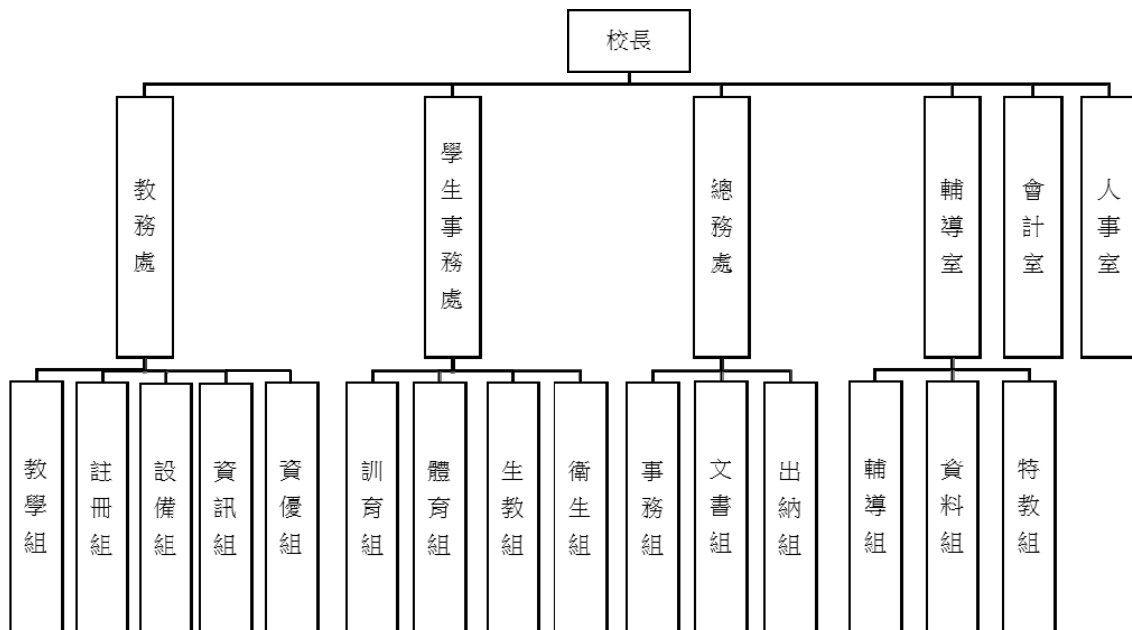 校長
教務處
學生事務處
總務處
輔導室
會計室
人事室
教學組
註冊組
設備組
資訊組
資優組
訓育組
體育組
生教組
衛生組
事務組
文書組
出納組
輔導組
資料組
特教組